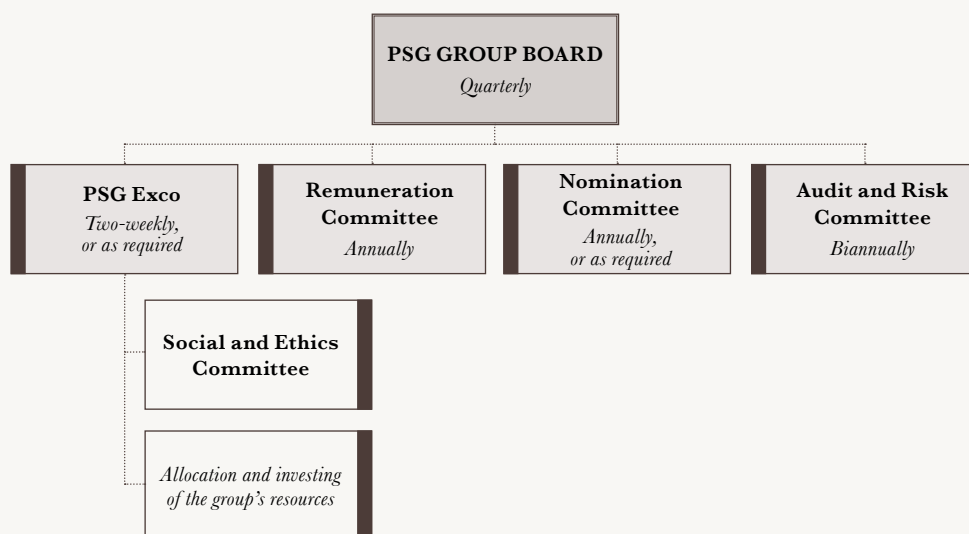 PSG GROUP BOARD
Quarterly
PSG Exco
Two-weekly,
or as required
Remuneration
Committee
Annually
Nomination
Committee
Annually,
or as required
Audit and Risk
Committee
Biannually
Social and Ethics
Committee
Allocation and investing
of the group's resources